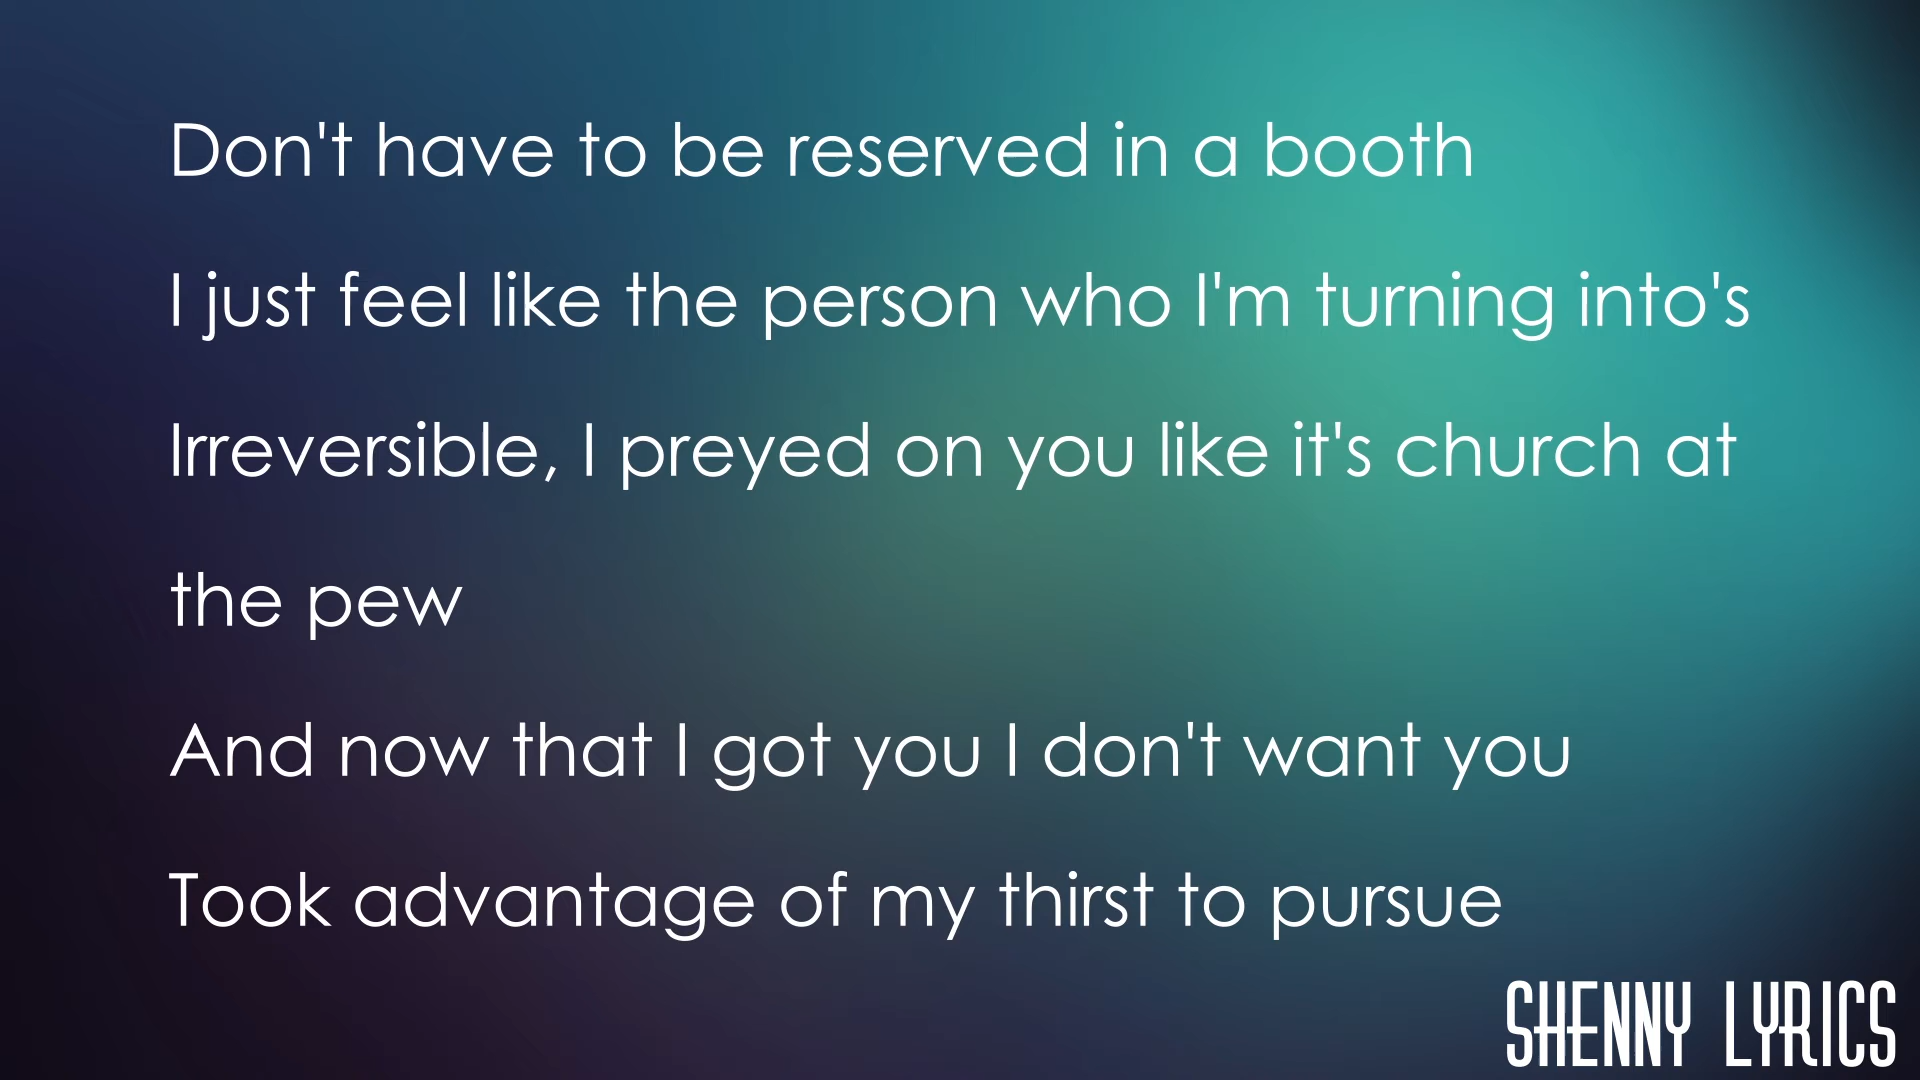 Don't have to be reserved in a booth
I just feel like the person who I'm turning into's
Irreversible, I preyed on you like it's church at
the pew
And now that I got you I don't want you
Took advantage of my thirst to pursue
SHENNY LYRICS